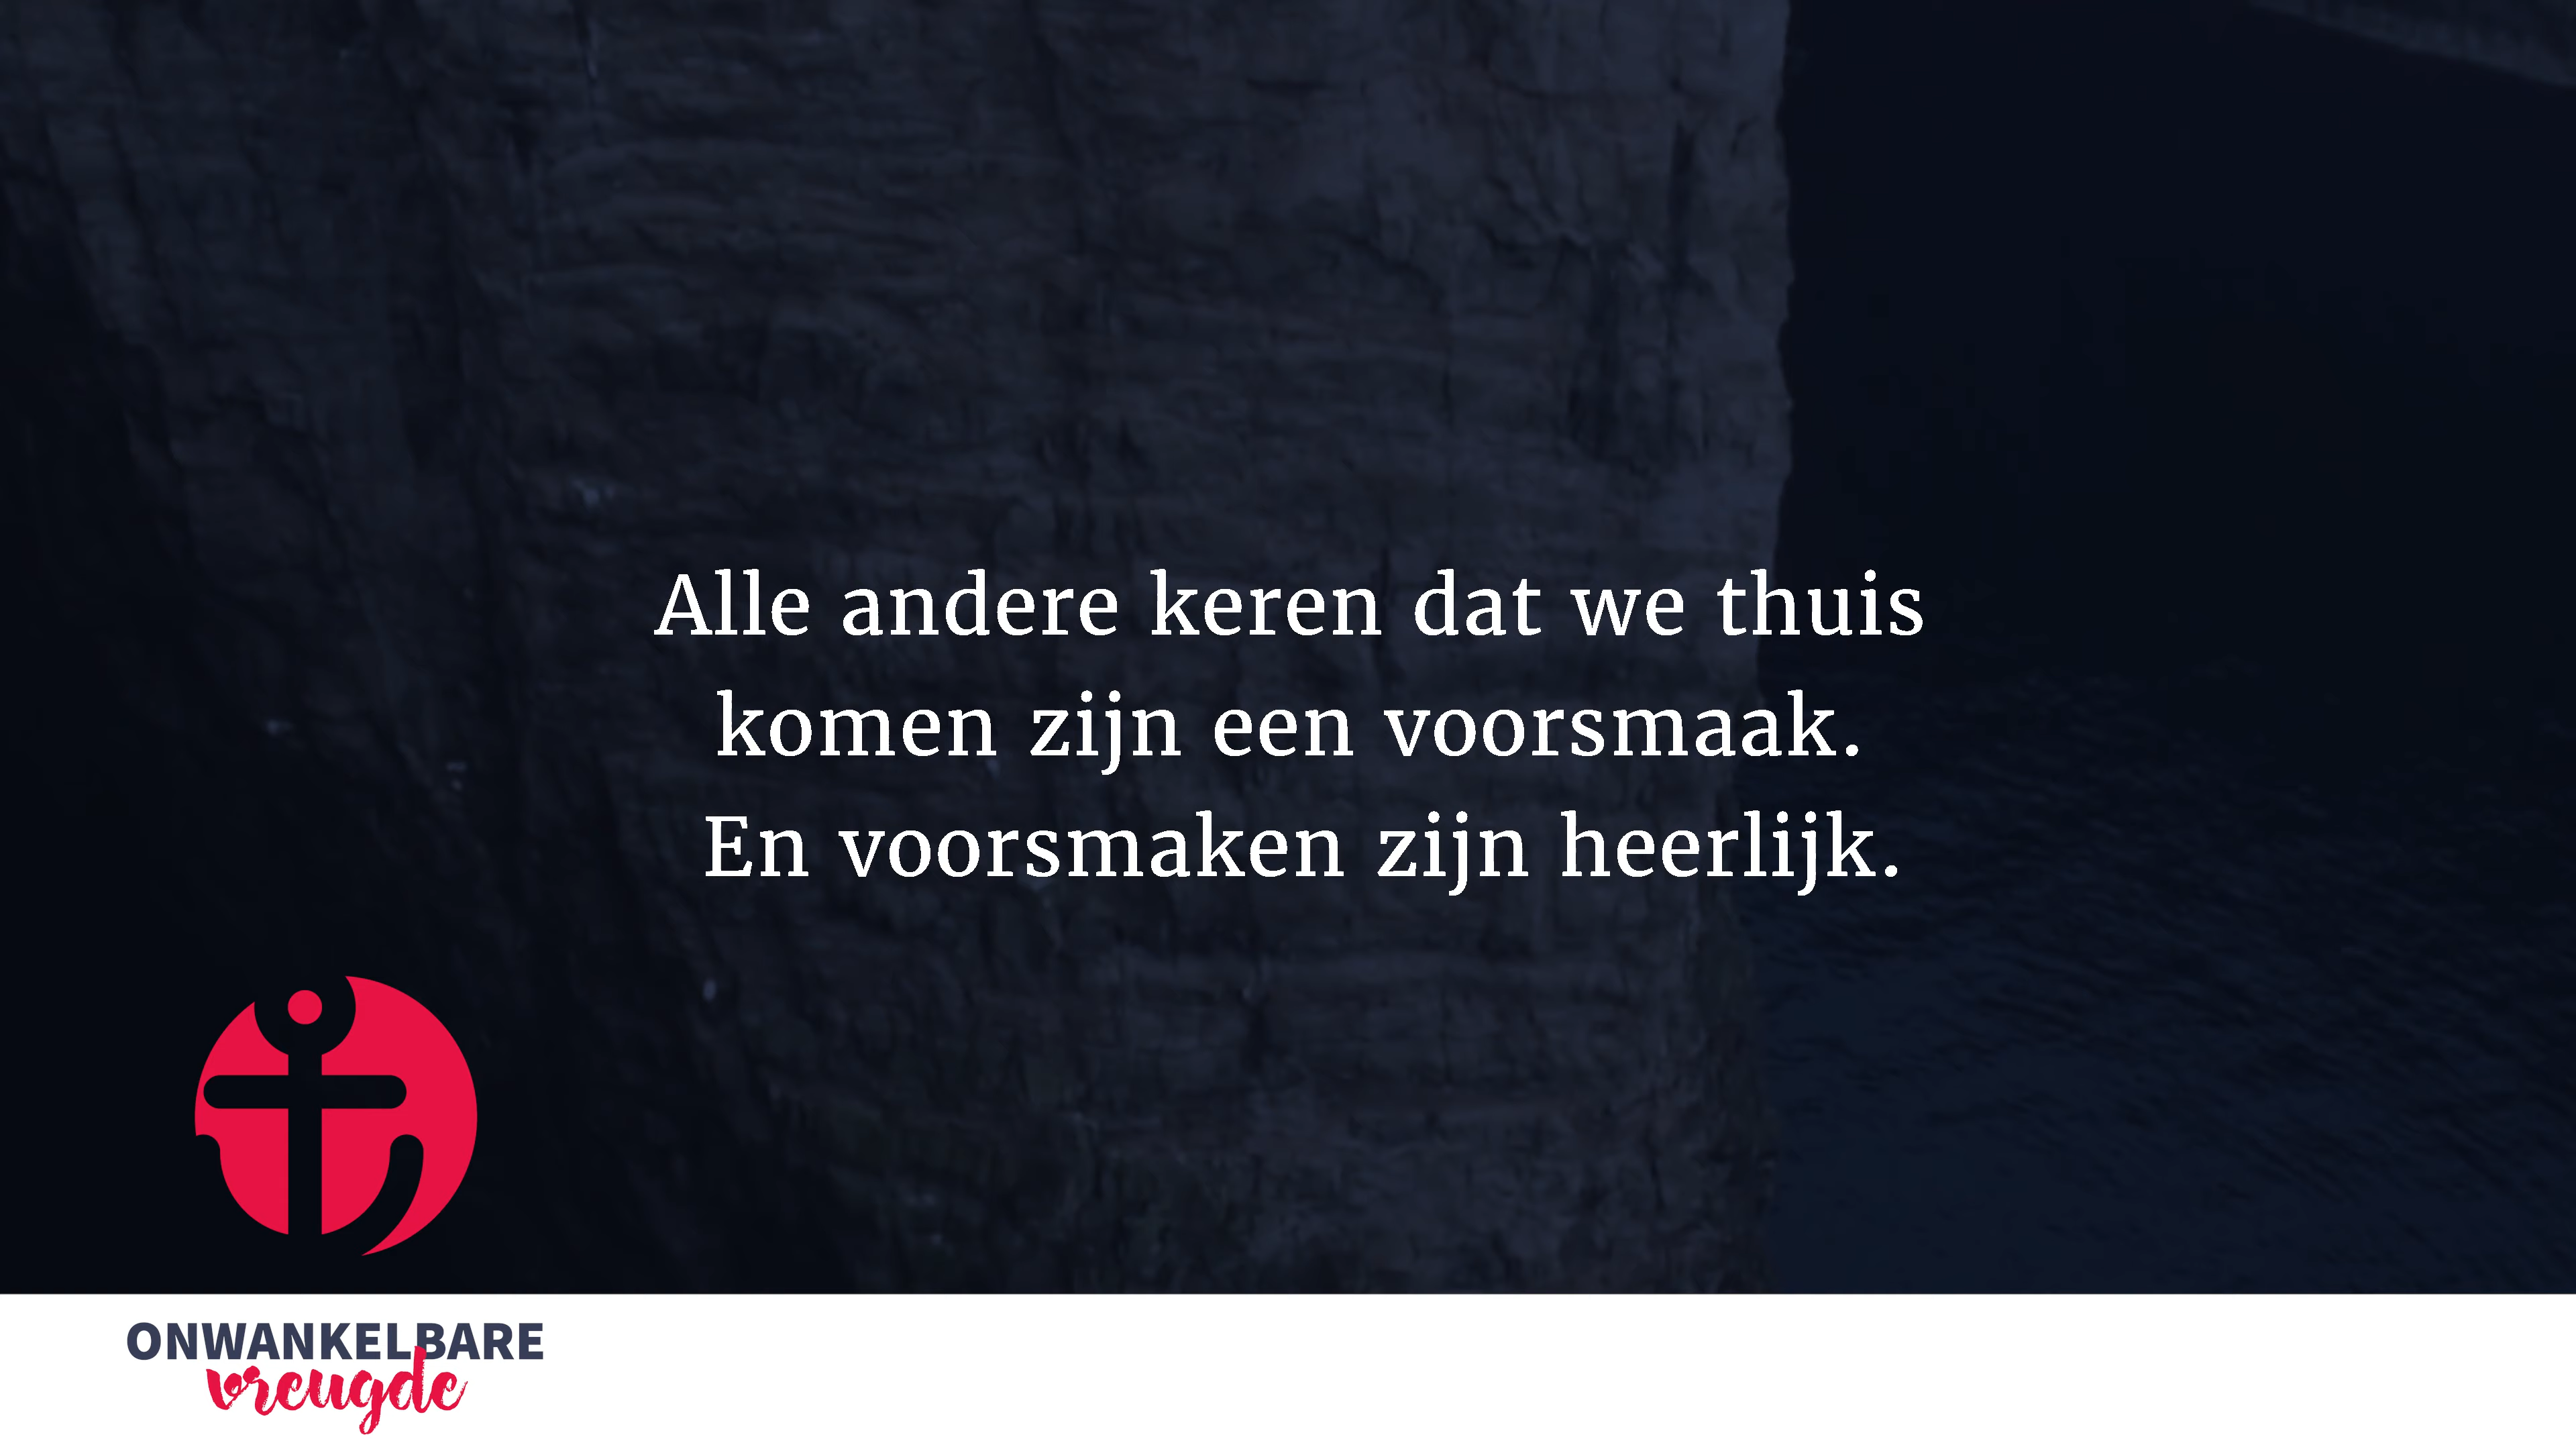 Alle andere keren dat we thuis
komen zijn een voorsmaak.
En voorsmaken zijn heerlijk.
ONWANKELBARE
vreugde